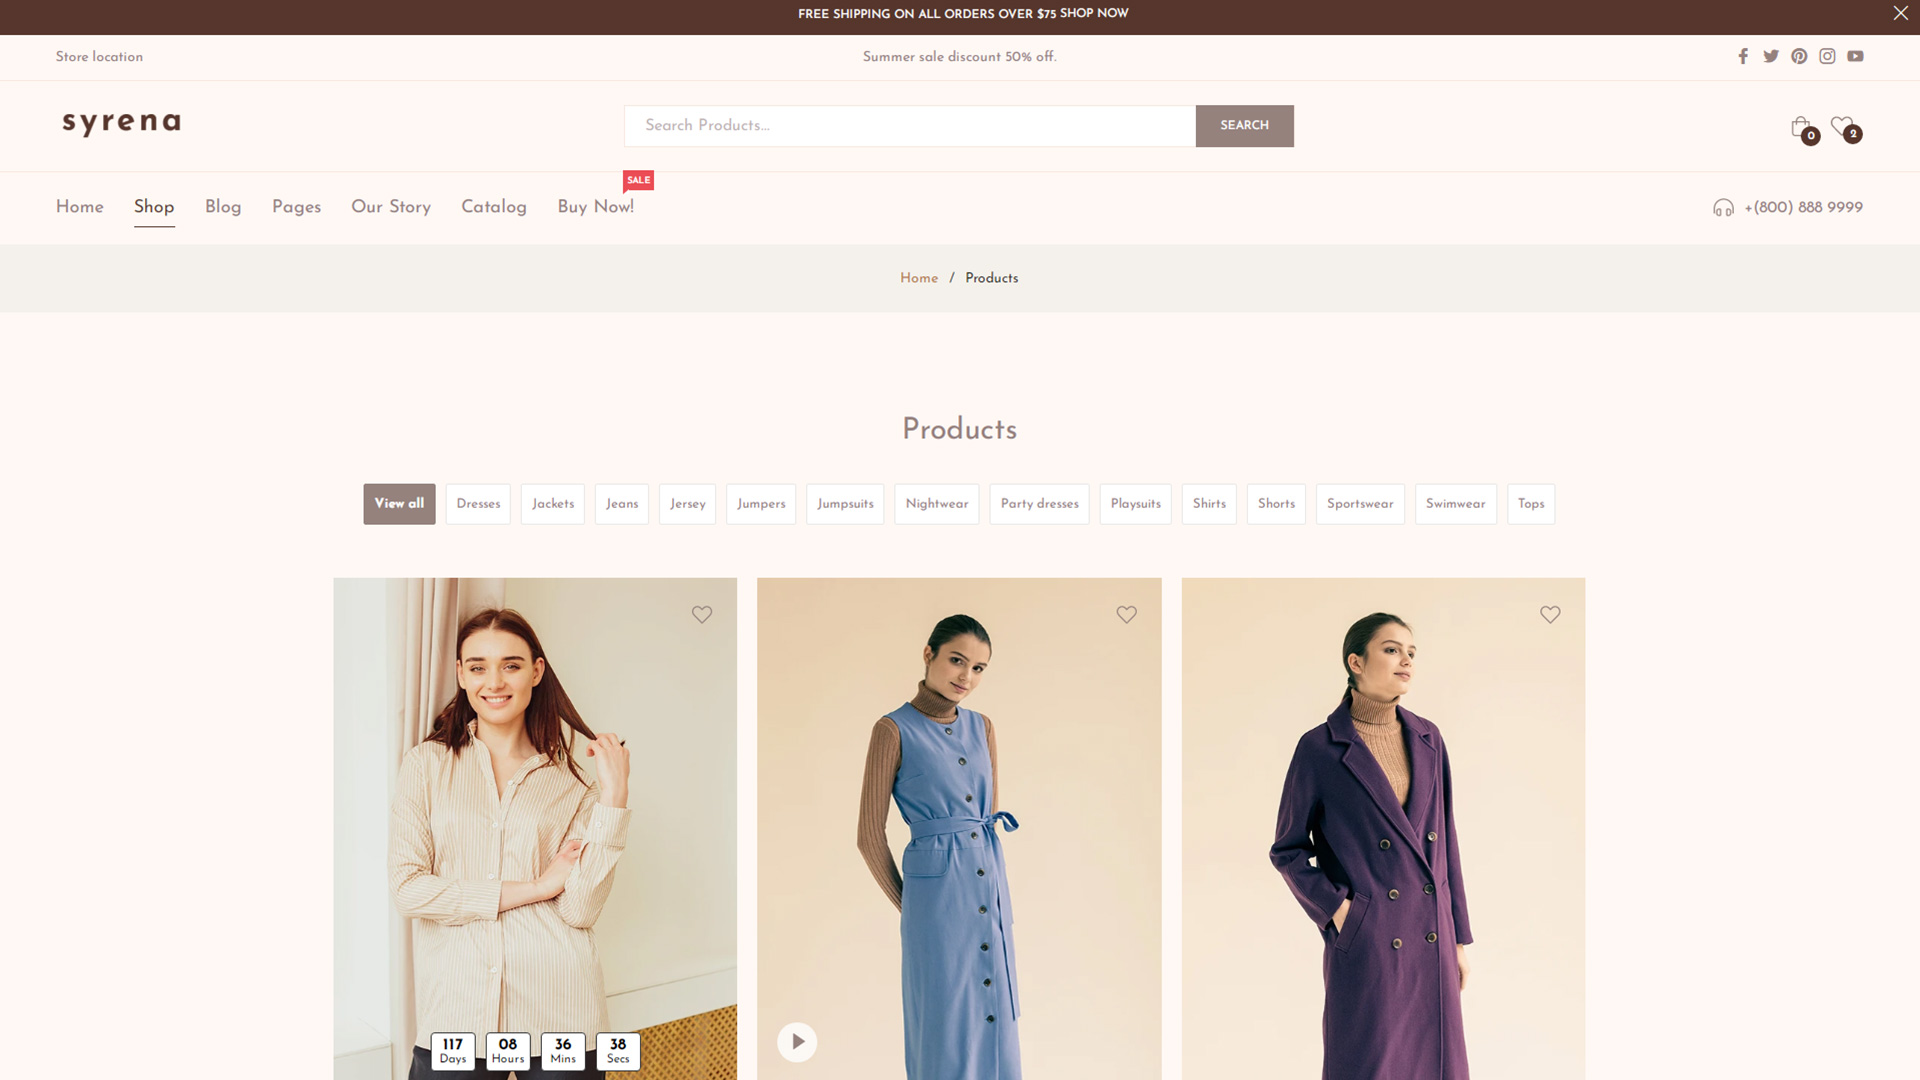 FREE SHIPPING ON ALL ORDERS OVER $75 SHOP NOW
Store location
Summer sale discount 50% off.
syrena
Search Products...
SEARCH
0
2
SALE
Home
Shop
Blog
Pages
Our Story
Catalog
Buy Now!
+(800) 888 9999
Home / Products
Products
View all
Dresses
Jackets
Jeans
Jersey
Jumpers
Jumpsuits
Nightwear
Party dresses
Playsuits
Shirts
Shorts
Sportswear
Swimwear
Tops
117
Days
08
Hours
36
Mins
38
Secs